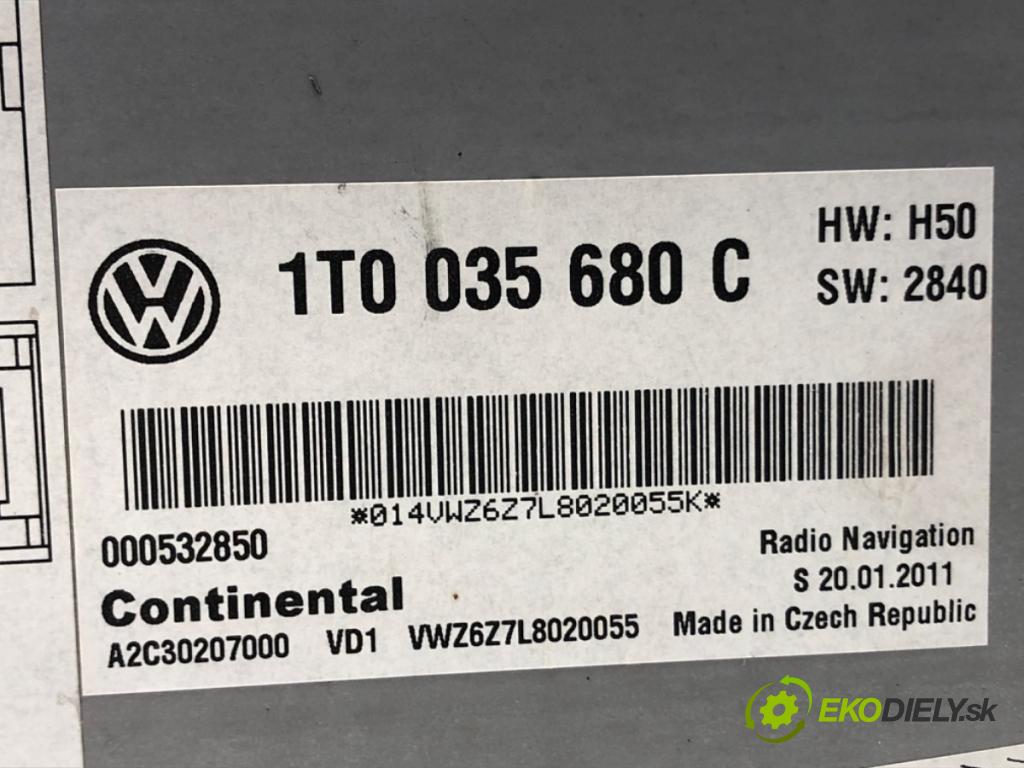 1T0 035 680 C
HW: H50
SW: 2840
*014VWZ6Z7L8020055K*
000532850
Radio Navigation
Continental
S 20.01.2011
A2C30207000 VD1 VWZ6Z7L8020055 Made in Czech Republic
EKODIELY.sk